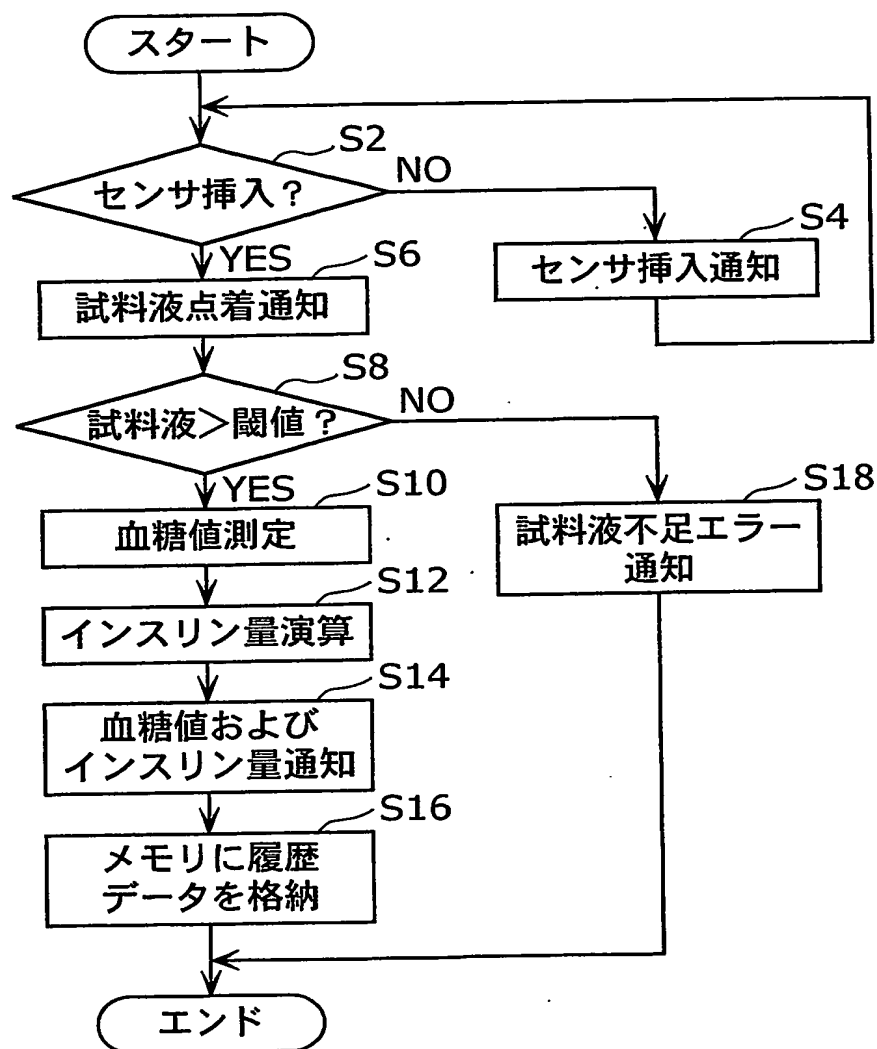 スタート
S2
センサ挿入?
NO
S4
センサ挿入通知
YES
S6
試料液点着通知
S8
試料液>閾値?
NO
YES
S10
血糖値測定
S18
試料液不足エラー
通知
S12
インスリン量演算
S14
血糖値および
インスリン量通知
S16
メモリに履歴
データを格納
エンド